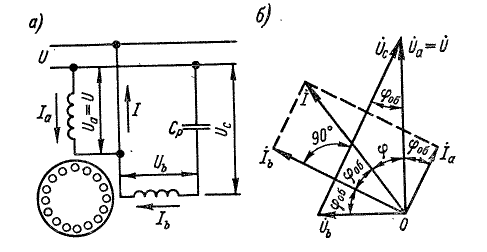 а)
U
I_a
U_a = U
I
C_p
U_c
U_b
I_b
б)
U̇_c
U̇_a = U̇
İ
φ_об
İ_b
90°
φ_об
φ
φ_об
İ_a
φ_об
U̇_b
0